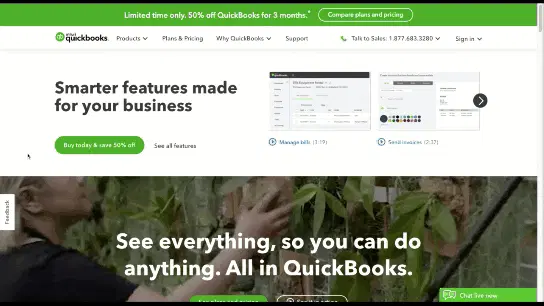 Limited time only. 50% off QuickBooks for 3 months.*
Compare plans and pricing
intuit quickbooks.
Products
Plans & Pricing
Why QuickBooks
Support
Talk to Sales: 1.877.683.3280
Sign in
Smarter features made
for your business
Buy today & save 50% off
See all features
Manage bills (3:19)
Send invoices (2:32)
Feedback
See everything, so you can do
anything. All in QuickBooks.
Chat live now